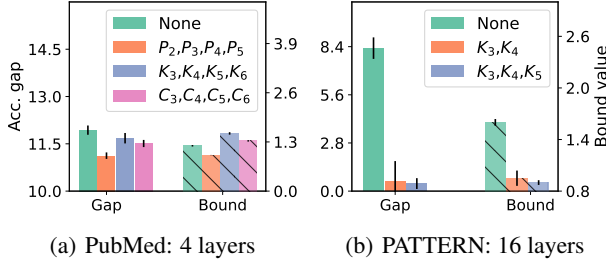 None
P2,P3,P4,P5
K3,K4,K5,K6
C3,C4,C5,C6
Acc. gap
14.5
13.0
11.5
10.0
3.9
2.6
1.3
0.0
Gap Bound
(a) PubMed: 4 layers
None
K3,K4
K3,K4,K5
8.4
5.6
2.8
0.0
2.6
2.4
1.6
0.8
Bound value
Gap Bound
(b) PATTERN: 16 layers